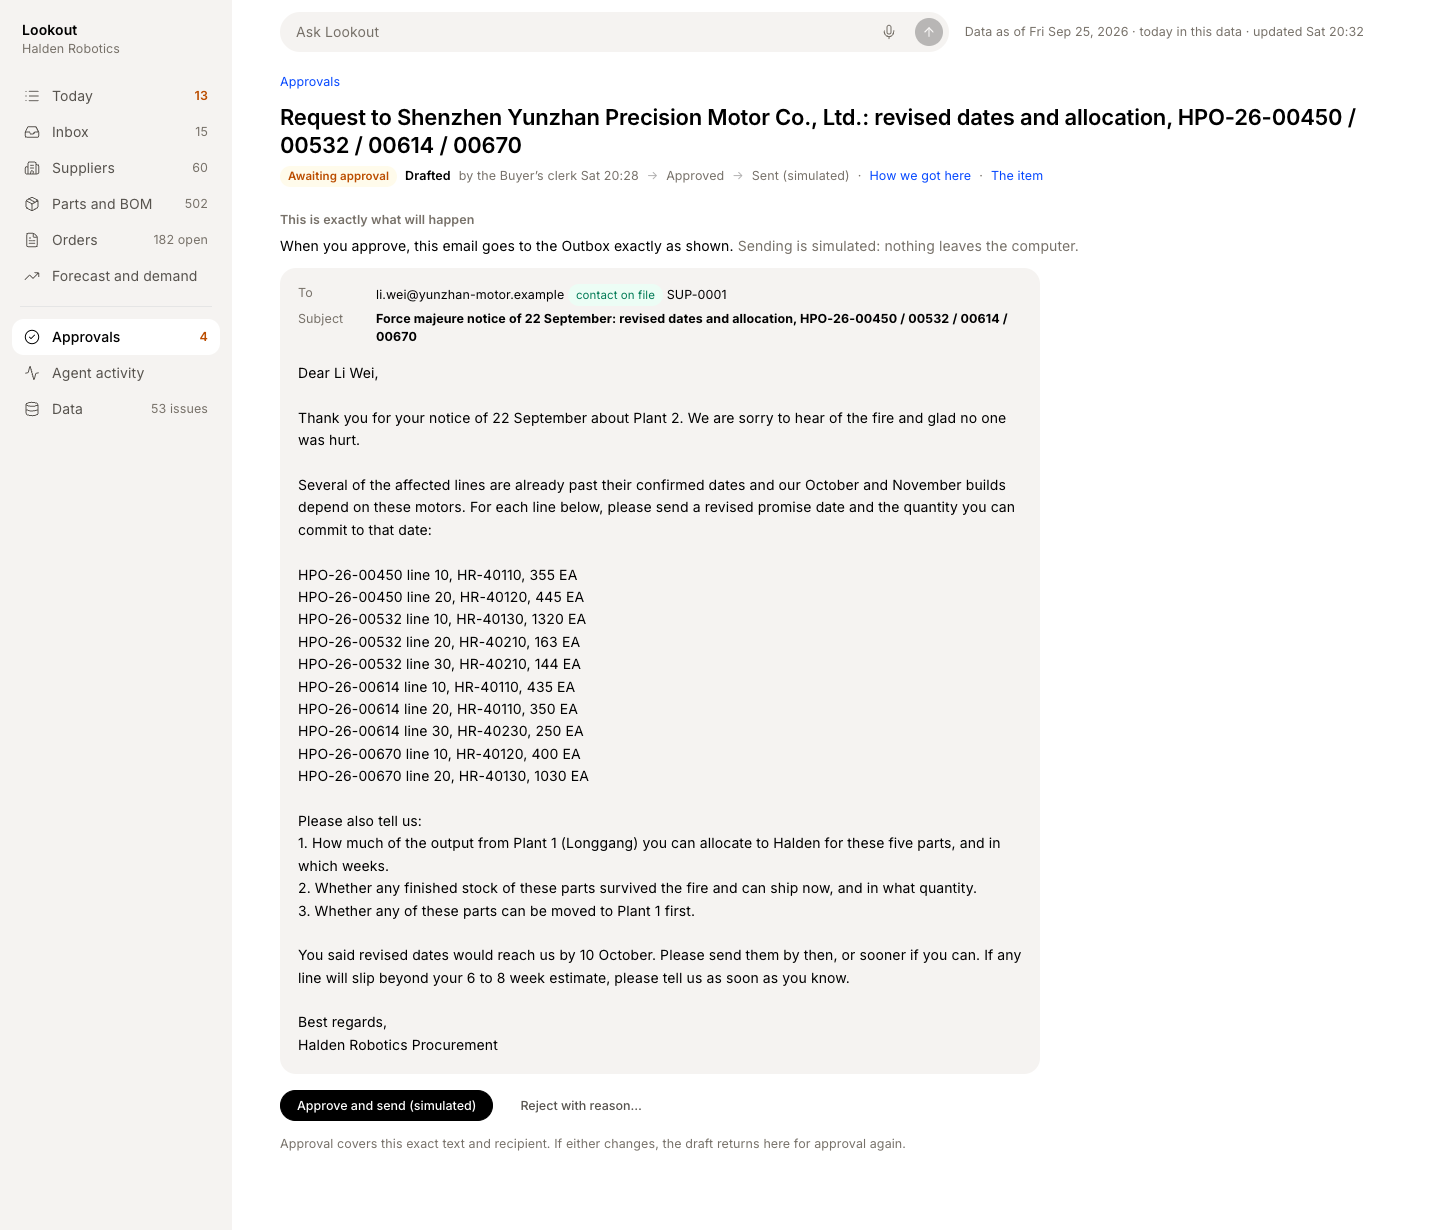 Lookout
Halden Robotics
Today 13
Inbox 15
Suppliers 60
Parts and BOM 502
Orders 182 open
Forecast and demand
Approvals 4
Agent activity
Data 53 issues
Ask Lookout
Data as of Fri Sep 25, 2026 · today in this data · updated Sat 20:32
Approvals
Request to Shenzhen Yunzhan Precision Motor Co., Ltd.: revised dates and allocation, HPO-26-00450 /
00532 / 00614 / 00670
Awaiting approval Drafted by the Buyer’s clerk Sat 20:28 → Approved → Sent (simulated) · How we got here · The item
This is exactly what will happen
When you approve, this email goes to the Outbox exactly as shown. Sending is simulated: nothing leaves the computer.
To li.wei@yunzhan-motor.example contact on file SUP-0001
Subject Force majeure notice of 22 September: revised dates and allocation, HPO-26-00450 / 00532 / 00614 /
00670
Dear Li Wei,
Thank you for your notice of 22 September about Plant 2. We are sorry to hear of the fire and glad no one
was hurt.
Several of the affected lines are already past their confirmed dates and our October and November builds
depend on these motors. For each line below, please send a revised promise date and the quantity you can
commit to that date:
HPO-26-00450 line 10, HR-40110, 355 EA
HPO-26-00450 line 20, HR-40120, 445 EA
HPO-26-00532 line 10, HR-40130, 1320 EA
HPO-26-00532 line 20, HR-40210, 163 EA
HPO-26-00532 line 30, HR-40210, 144 EA
HPO-26-00614 line 10, HR-40110, 435 EA
HPO-26-00614 line 20, HR-40110, 350 EA
HPO-26-00614 line 30, HR-40230, 250 EA
HPO-26-00670 line 10, HR-40120, 400 EA
HPO-26-00670 line 20, HR-40130, 1030 EA
Please also tell us:
1. How much of the output from Plant 1 (Longgang) you can allocate to Halden for these five parts, and in
which weeks.
2. Whether any finished stock of these parts survived the fire and can ship now, and in what quantity.
3. Whether any of these parts can be moved to Plant 1 first.
You said revised dates would reach us by 10 October. Please send them by then, or sooner if you can. If any
line will slip beyond your 6 to 8 week estimate, please tell us as soon as you know.
Best regards,
Halden Robotics Procurement
Approve and send (simulated) Reject with reason...
Approval covers this exact text and recipient. If either changes, the draft returns here for approval again.